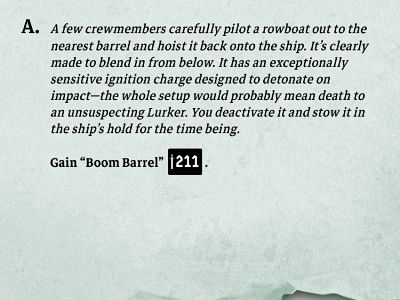 A. A few crewmembers carefully pilot a rowboat out to the
nearest barrel and hoist it back onto the ship. It's clearly
made to blend in from below. It has an exceptionally
sensitive ignition charge designed to detonate on
impact—the whole setup would probably mean death to
an unsuspecting Lurker. You deactivate it and stow it in
the ship's hold for the time being.
Gain “Boom Barrel” 211.